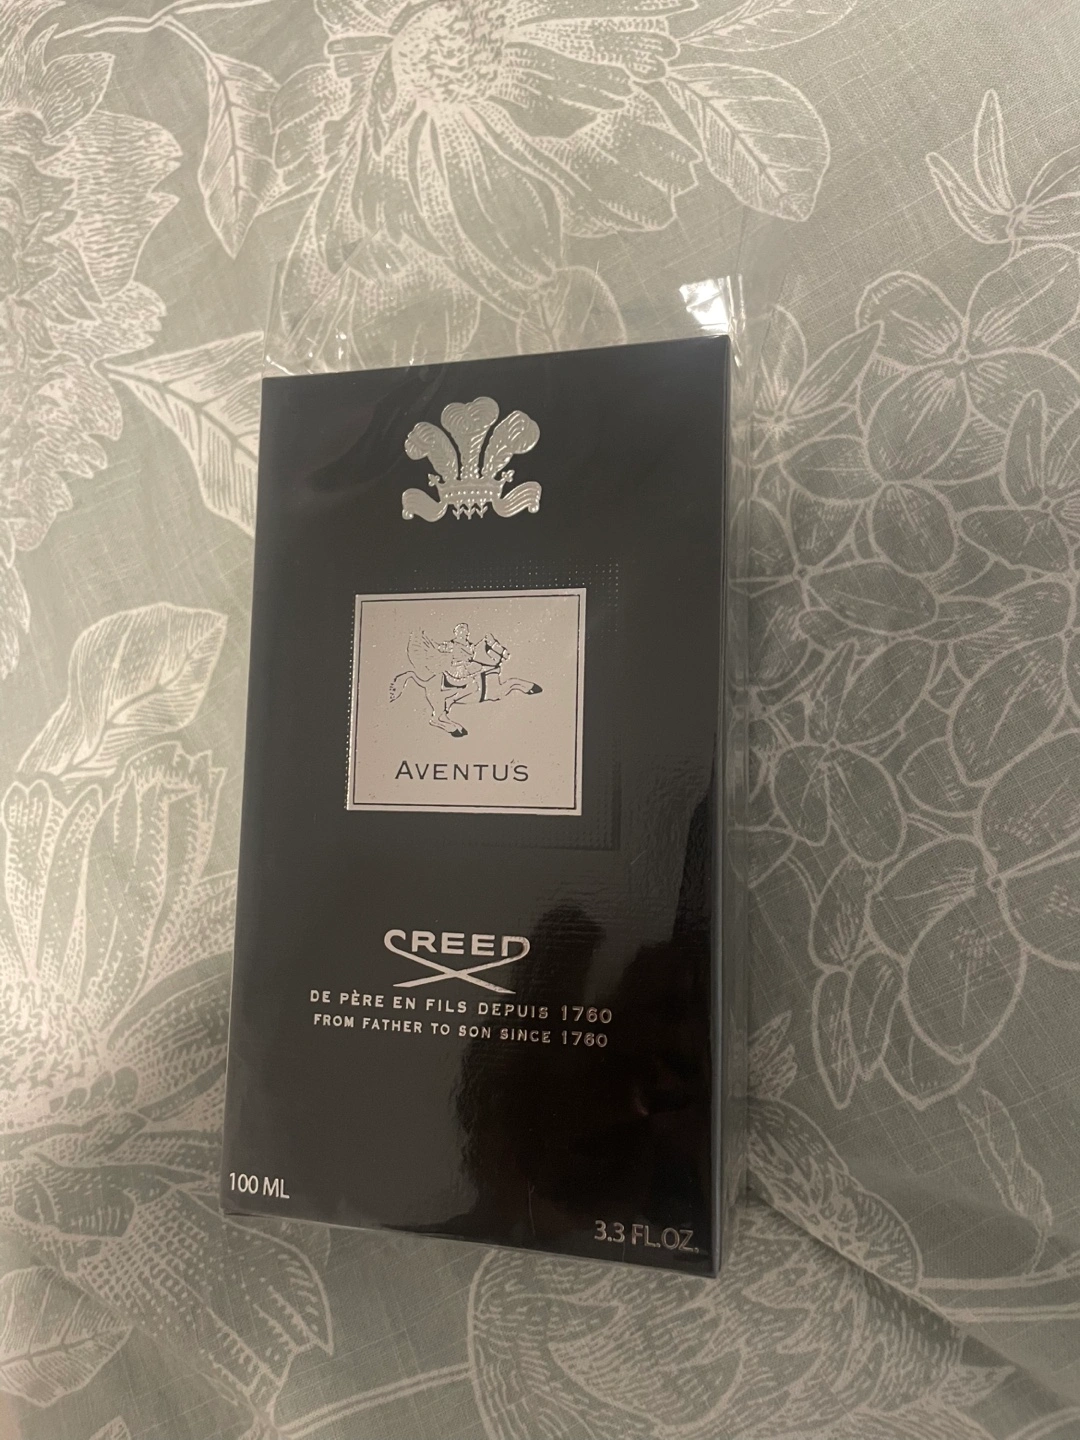 AVENTUS
CREED
DE PÈRE EN FILS DEPUIS 1760
FROM FATHER TO SON SINCE 1760
100 ML
3.3 FL.OZ.